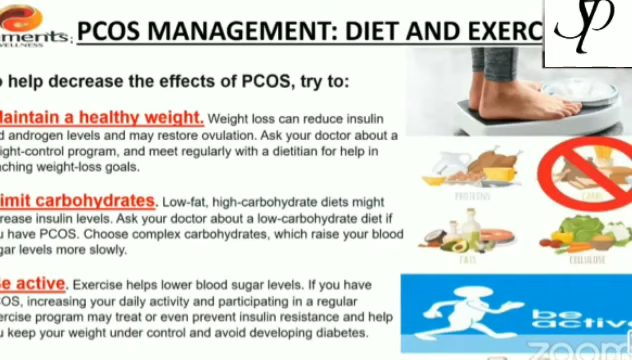 ments;
WELLNESS
PCOS MANAGEMENT: DIET AND EXERC
Sp
o help decrease the effects of PCOS, try to:
aintain a healthy weight. Weight loss can reduce insulin
d androgen levels and may restore ovulation. Ask your doctor about a
ight-control program, and meet regularly with a dietitian for help in
ching weight-loss goals.
imit carbohydrates. Low-fat, high-carbohydrate diets might
rease insulin levels. Ask your doctor about a low-carbohydrate diet if
u have PCOS. Choose complex carbohydrates, which raise your blood
gar levels more slowly.
e active. Exercise helps lower blood sugar levels. If you have
OS, increasing your daily activity and participating in a regular
ercise program may treat or even prevent insulin resistance and help
u keep your weight under control and avoid developing diabetes.
PROTEINS
CARBS
FATS
CELLULOSE
be
activ
zoom